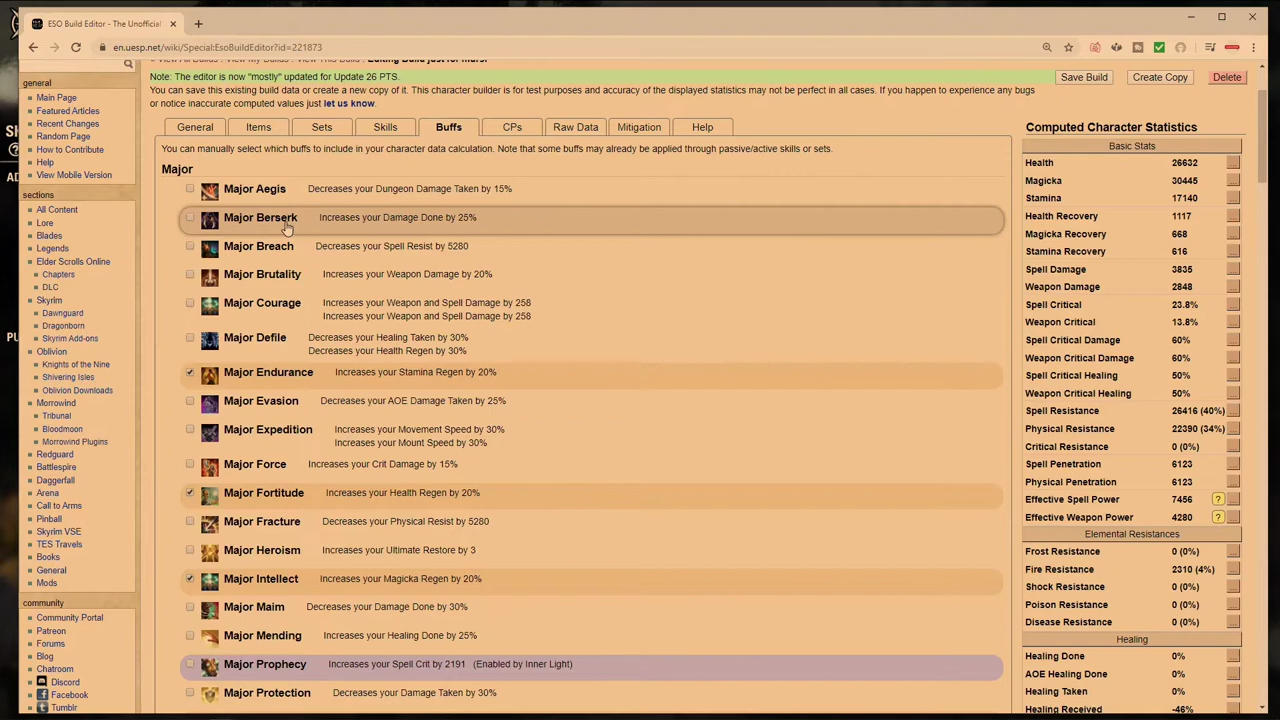 ESO Build Editor - The Unofficial
en.uesp.net/wiki/Special:EsoBuildEditor?id=221873
general
Main Page
Featured Articles
Recent Changes
Random Page
How to Contribute
Help
View Mobile Version
sections
All Content
Lore
Blades
Legends
Elder Scrolls Online
Chapters
DLC
Skyrim
Dawnguard
Dragonborn
Skyrim Add-ons
Oblivion
Knights of the Nine
Shivering Isles
Oblivion Downloads
Morrowind
Tribunal
Bloodmoon
Morrowind Plugins
Redguard
Battlespire
Daggerfall
Arena
Call to Arms
Pinball
Skyrim VSE
TES Travels
Books
General
Mods
community
Community Portal
Patreon
Forums
Blog
Chatroom
Discord
Facebook
Tumblr
Note: The editor is now "mostly" updated for Update 26 PTS.
You can save this existing build data or create a new copy of it. This character builder is for test purposes and accuracy of the displayed statistics may not be perfect in all cases. If you happen to experience any bugs
or notice inaccurate computed values just let us know.
Save Build
Create Copy
Delete
General
Items
Sets
Skills
Buffs
CPs
Raw Data
Mitigation
Help
You can manually select which buffs to include in your character data calculation. Note that some buffs may already be applied through passive/active skills or sets.
Major
Major Aegis Decreases your Dungeon Damage Taken by 15%
Major Berserk Increases your Damage Done by 25%
Major Breach Decreases your Spell Resist by 5280
Major Brutality Increases your Weapon Damage by 20%
Major Courage Increases your Weapon and Spell Damage by 258
Increases your Weapon and Spell Damage by 258
Major Defile Decreases your Healing Taken by 30%
Decreases your Health Regen by 30%
Major Endurance Increases your Stamina Regen by 20%
Major Evasion Decreases your AOE Damage Taken by 25%
Major Expedition Increases your Movement Speed by 30%
Increases your Mount Speed by 30%
Major Force Increases your Crit Damage by 15%
Major Fortitude Increases your Health Regen by 20%
Major Fracture Decreases your Physical Resist by 5280
Major Heroism Increases your Ultimate Restore by 3
Major Intellect Increases your Magicka Regen by 20%
Major Maim Decreases your Damage Done by 30%
Major Mending Increases your Healing Done by 25%
Major Prophecy Increases your Spell Crit by 2191 (Enabled by Inner Light)
Major Protection Decreases your Damage Taken by 30%
Computed Character Statistics
Basic Stats
Health 26632 ...
Magicka 30445 ...
Stamina 17140 ...
Health Recovery 1117 ...
Magicka Recovery 668 ...
Stamina Recovery 616 ...
Spell Damage 3835 ...
Weapon Damage 2848 ...
Spell Critical 23.8% ...
Weapon Critical 13.8% ...
Spell Critical Damage 60% ...
Weapon Critical Damage 60% ...
Spell Critical Healing 50% ...
Weapon Critical Healing 50% ...
Spell Resistance 26416 (40%) ...
Physical Resistance 22390 (34%) ...
Critical Resistance 0 (0%) ...
Spell Penetration 6123 ...
Physical Penetration 6123 ...
Effective Spell Power 7456 ? ...
Effective Weapon Power 4280 ? ...
Elemental Resistances
Frost Resistance 0 (0%) ...
Fire Resistance 2310 (4%) ...
Shock Resistance 0 (0%) ...
Poison Resistance 0 (0%) ...
Disease Resistance 0 (0%) ...
Healing
Healing Done 0% ...
AOE Healing Done 0% ...
Healing Taken 0% ...
Healing Received -46% ...